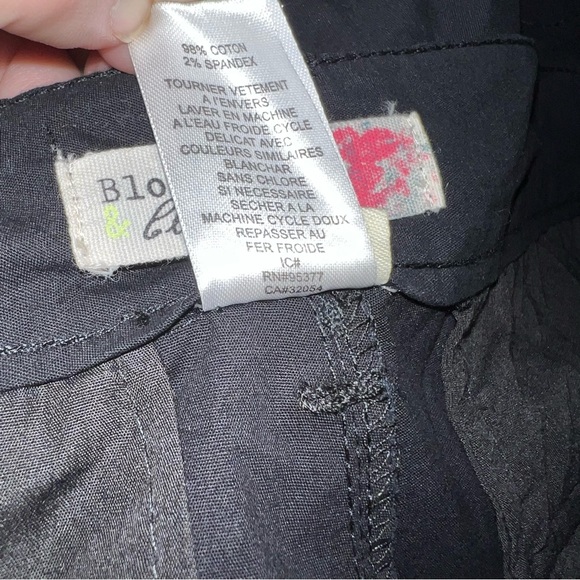 98% COTON
2% SPANDEX
TOURNER VETEMENT
A l'ENVERS
LAVER EN MACHINE
A L'EAU FROIDE, CYCLE
DELICAT AVEC
COULEURS SIMILAIRES
BLANCHAR
SANS CHLORE
SI NECESSAIRE
SECHER A LA
MACHINE CYCLE DOUX
REPASSER AU
FER FROIDE
IC#
RN#95377
CA#32054
Blo
&